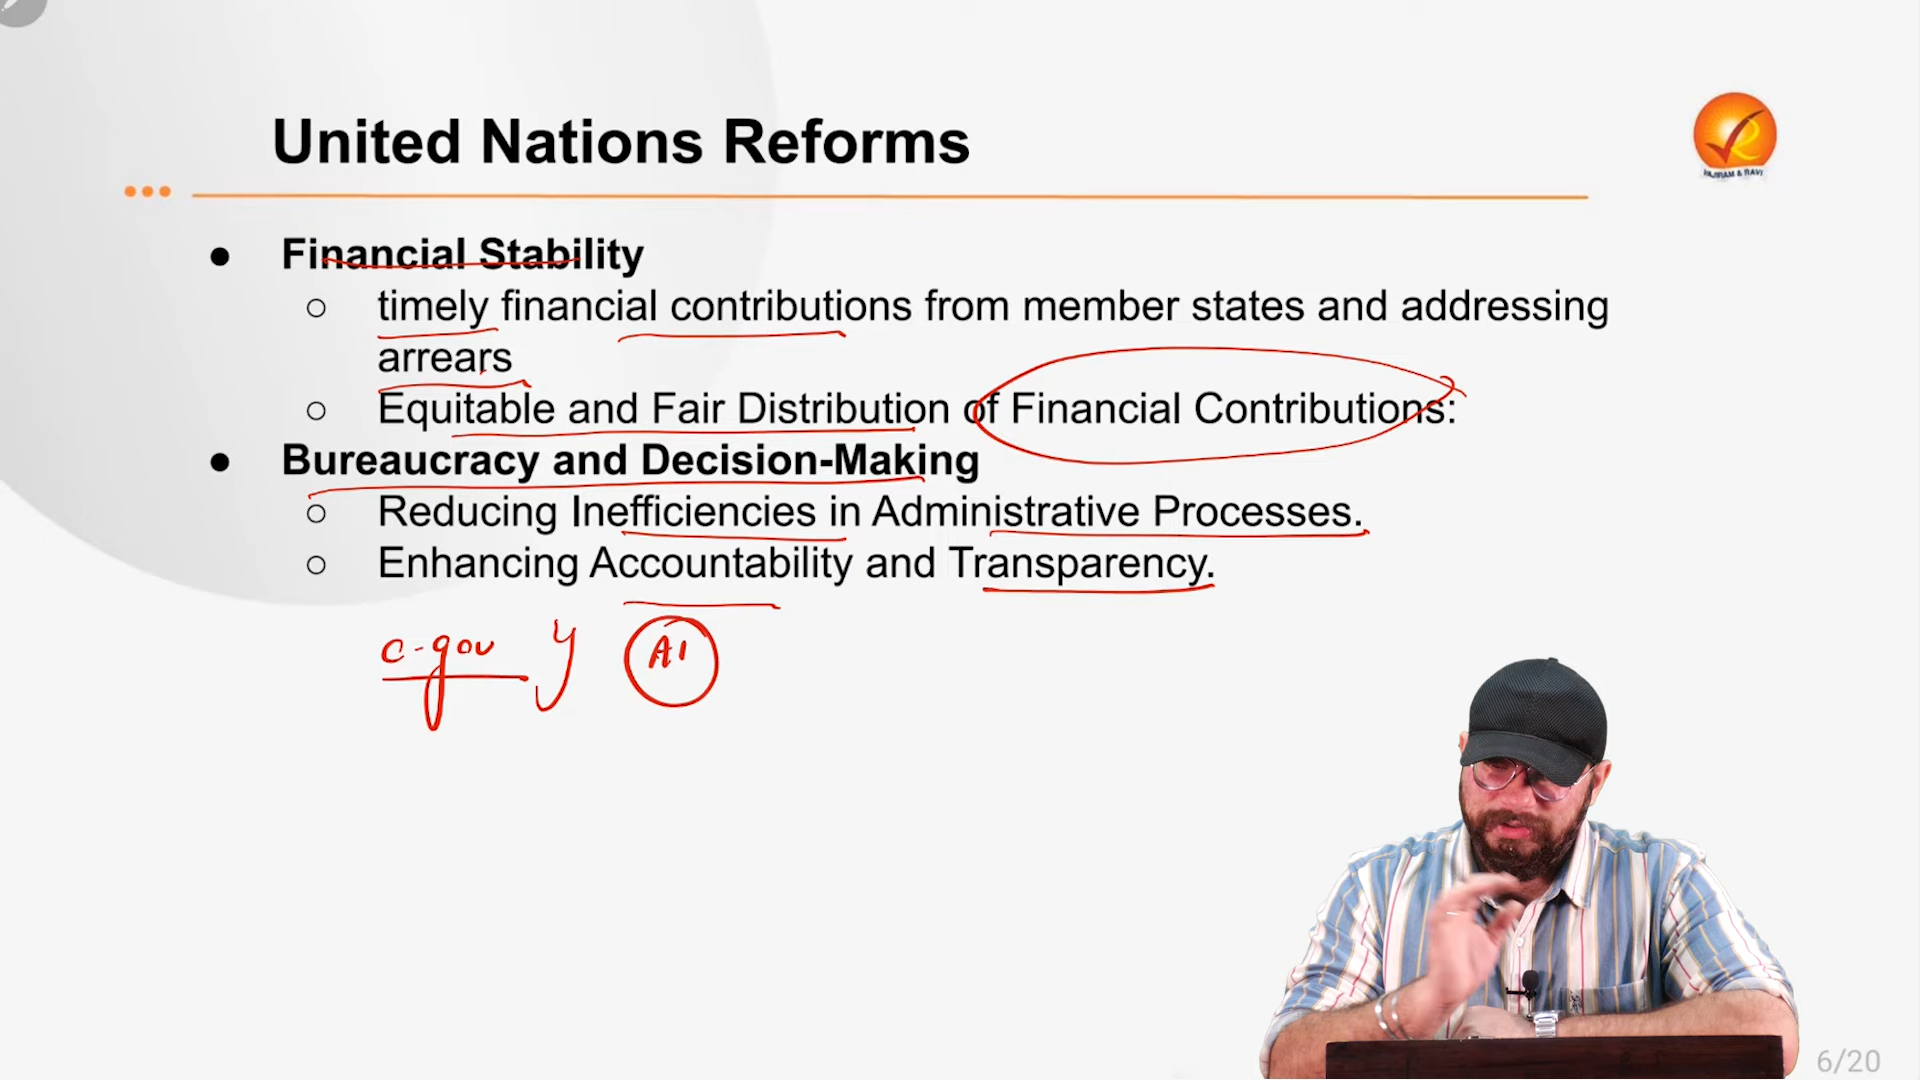 United Nations Reforms
VAJIRAM & RAVI
● Financial Stability
○ timely financial contributions from member states and addressing
arrears
○ Equitable and Fair Distribution of Financial Contributions:
● Bureaucracy and Decision-Making
○ Reducing Inefficiencies in Administrative Processes.
○ Enhancing Accountability and Transparency.
e-gov y AI
6/20